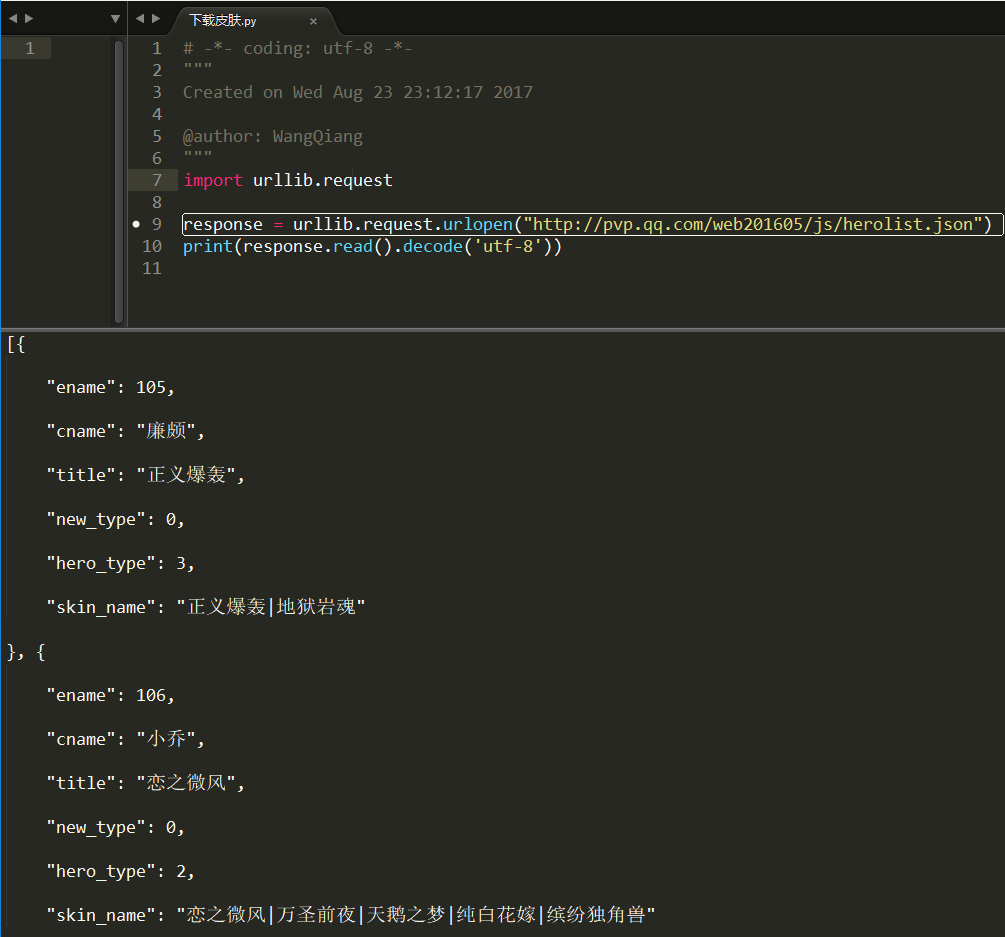 下载皮肤.py ×
1
1 # -*- coding: utf-8 -*-
2 """
3 Created on Wed Aug 23 23:12:17 2017
4
5 @author: WangQiang
6 """
7 import urllib.request
8
9 response = urllib.request.urlopen("http://pvp.qq.com/web201605/js/herolist.json")
10 print(response.read().decode('utf-8'))
11
[{
"ename": 105,
"cname": "廉颇",
"title": "正义爆轰",
"new_type": 0,
"hero_type": 3,
"skin_name": "正义爆轰|地狱岩魂"
}, {
"ename": 106,
"cname": "小乔",
"title": "恋之微风",
"new_type": 0,
"hero_type": 2,
"skin_name": "恋之微风|万圣前夜|天鹅之梦|纯白花嫁|缤纷独角兽"